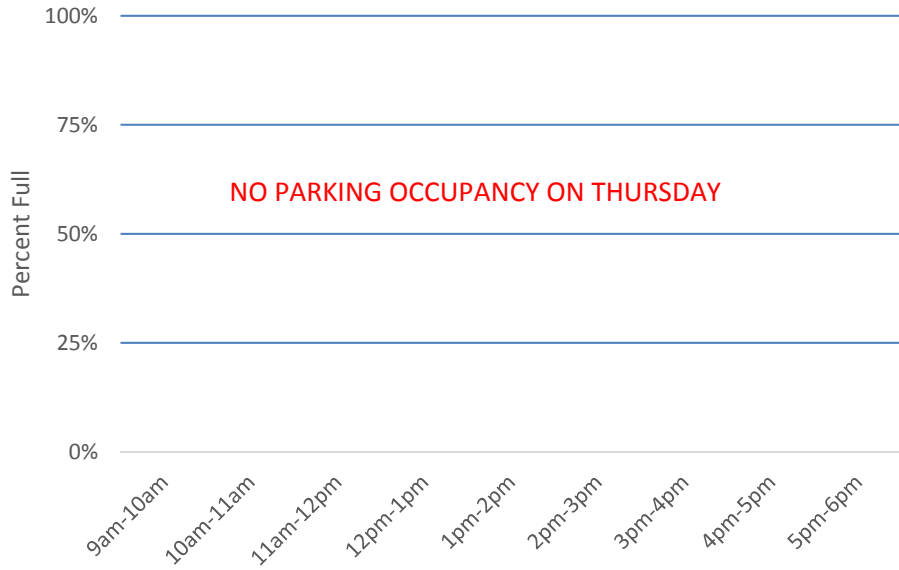 100%
75%
NO PARKING OCCUPANCY ON THURSDAY
50%
25%
0%
Percent Full
9am-10am
10am-11am
11am-12pm
12pm-1pm
1pm-2pm
2pm-3pm
3pm-4pm
4pm-5pm
5pm-6pm